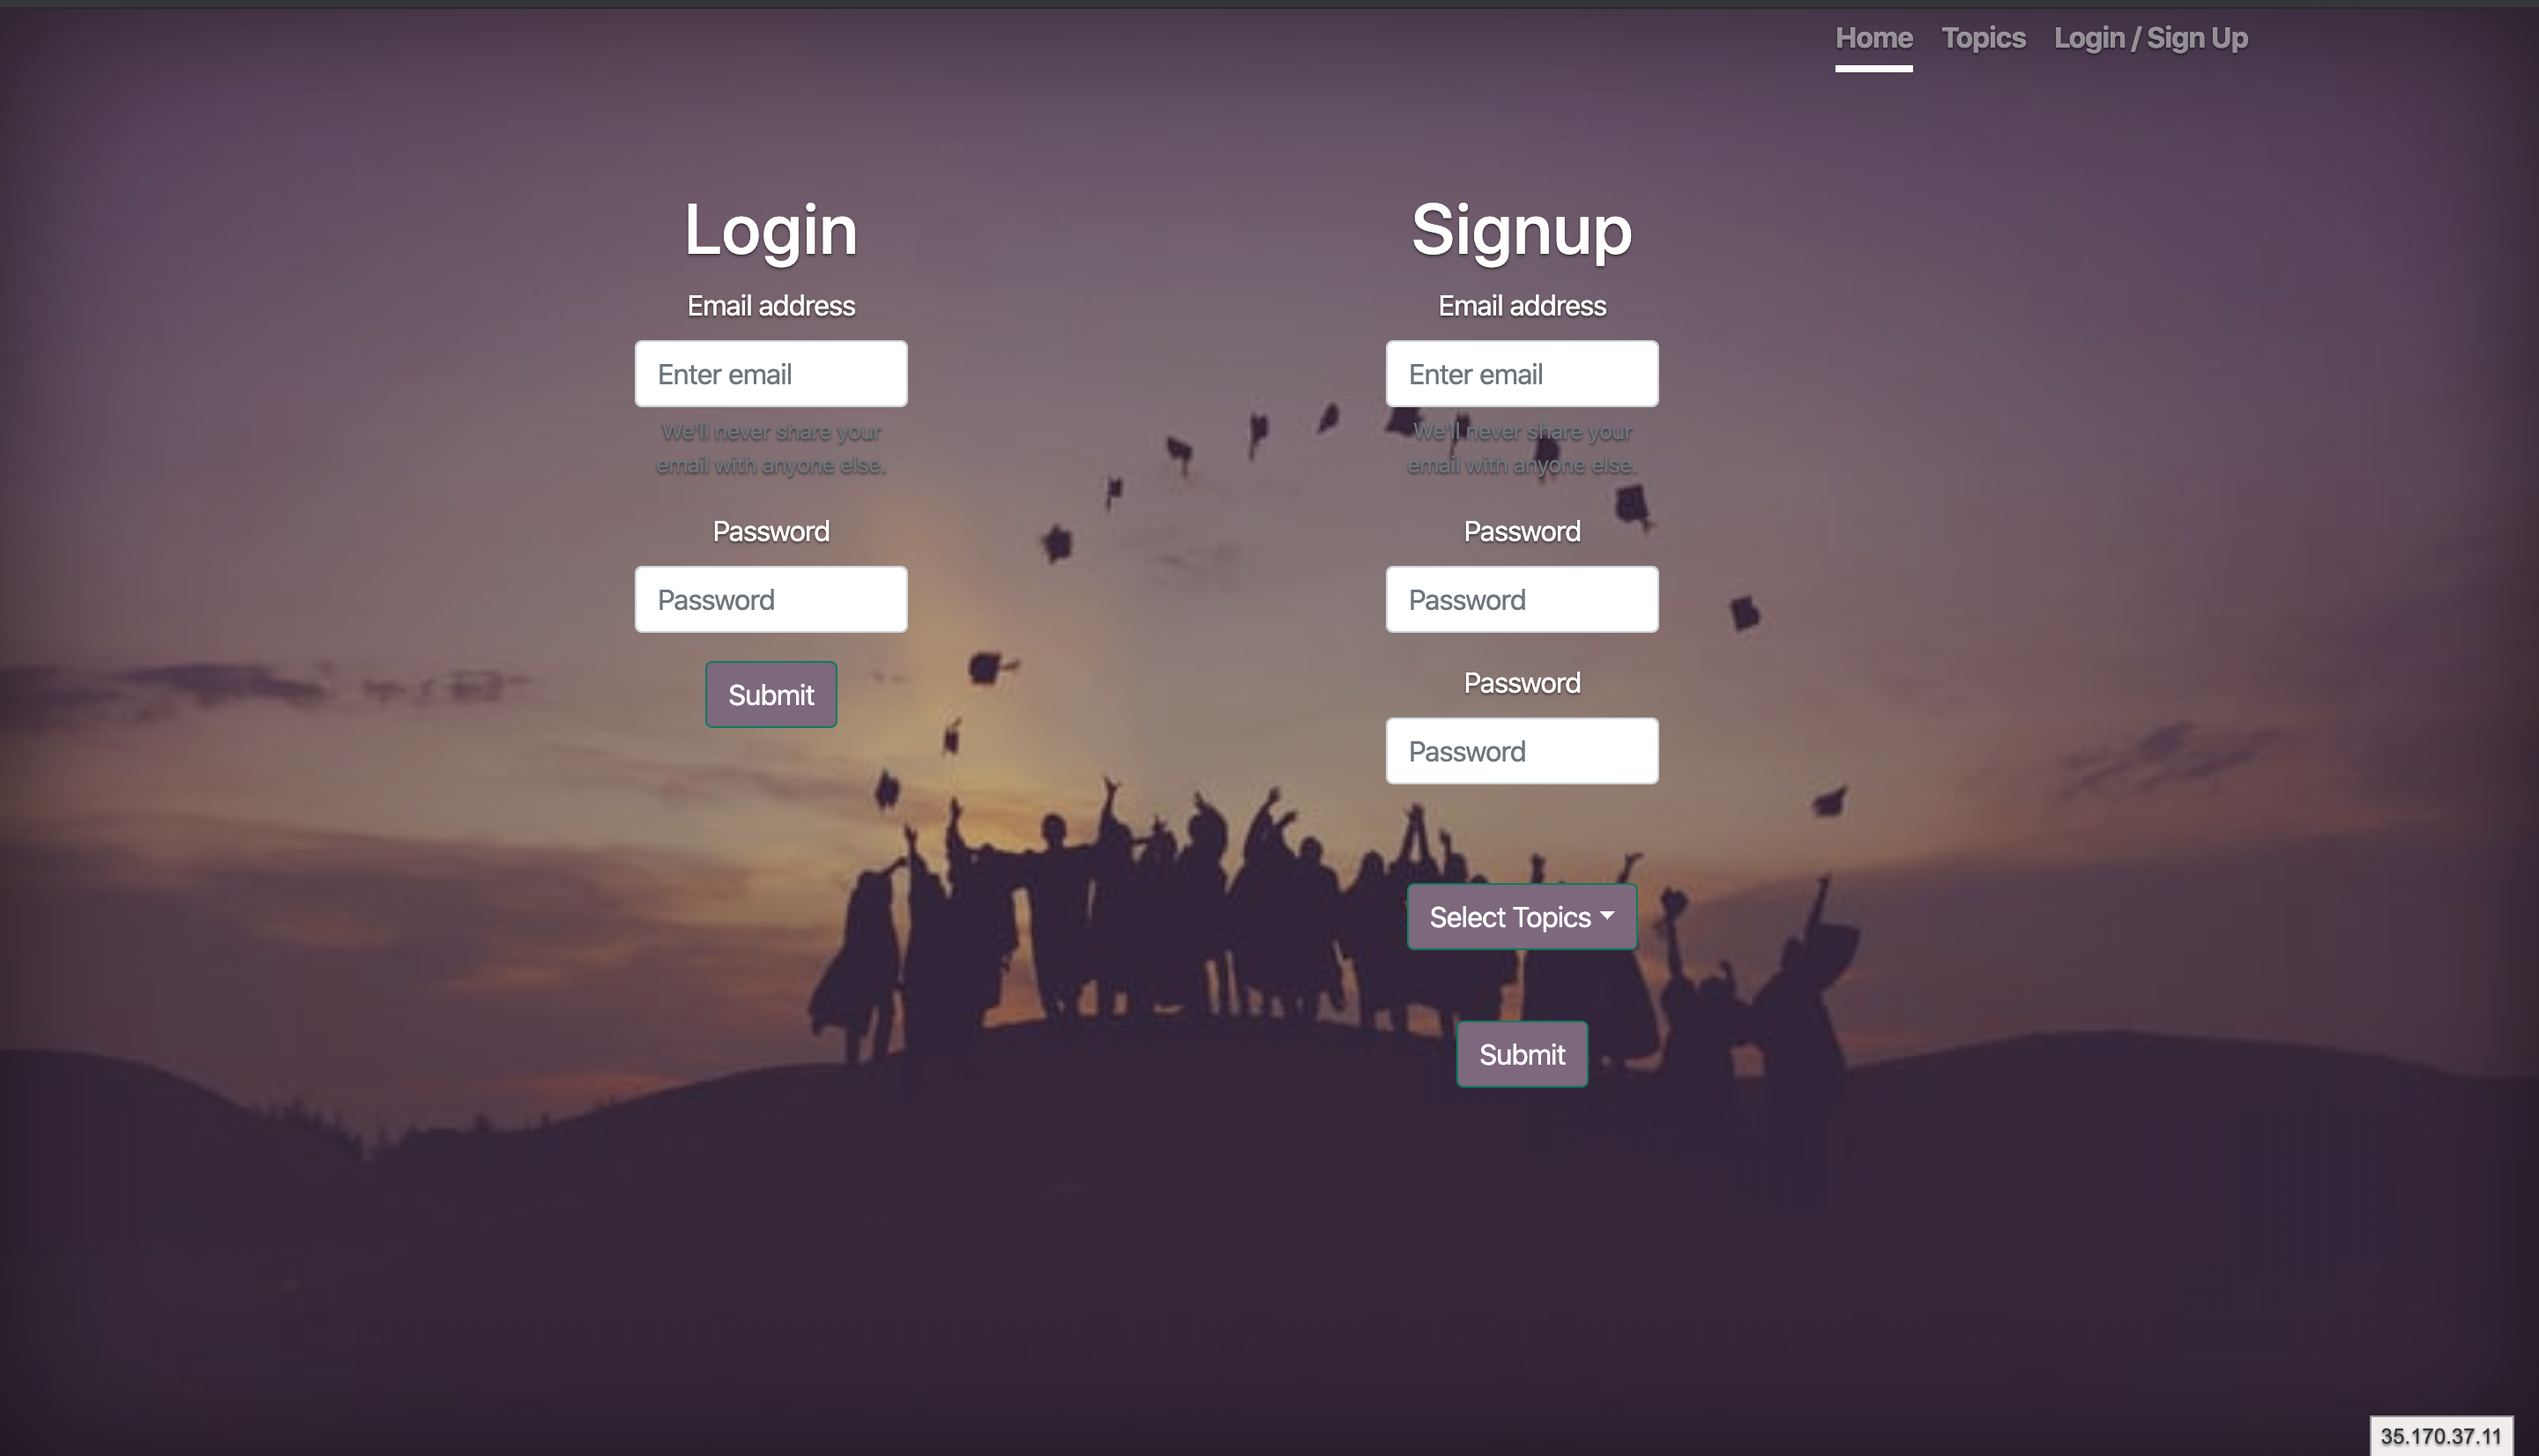 Home Topics Login / Sign Up
Login
Email address
Enter email
We'll never share your
email with anyone else.
Password
Password
Submit
Signup
Email address
Enter email
We'll never share your
email with anyone else.
Password
Password
Password
Password
Select Topics
Submit
35.170.37.11